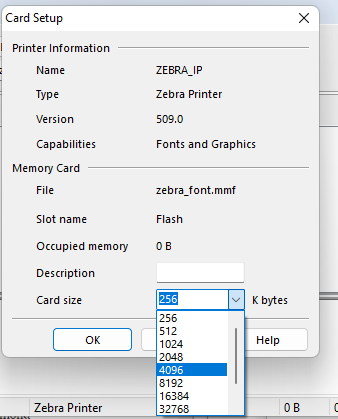 Card Setup
Printer Information
Name ZEBRA_IP
Type Zebra Printer
Version 509.0
Capabilities Fonts and Graphics
Memory Card
File zebra_font.mmf
Slot name Flash
Occupied memory 0 B
Description
Card size 256 K bytes
256
512
1024
2048
4096
8192
16384
32768
OK Help
Zebra Printer 0 B 0